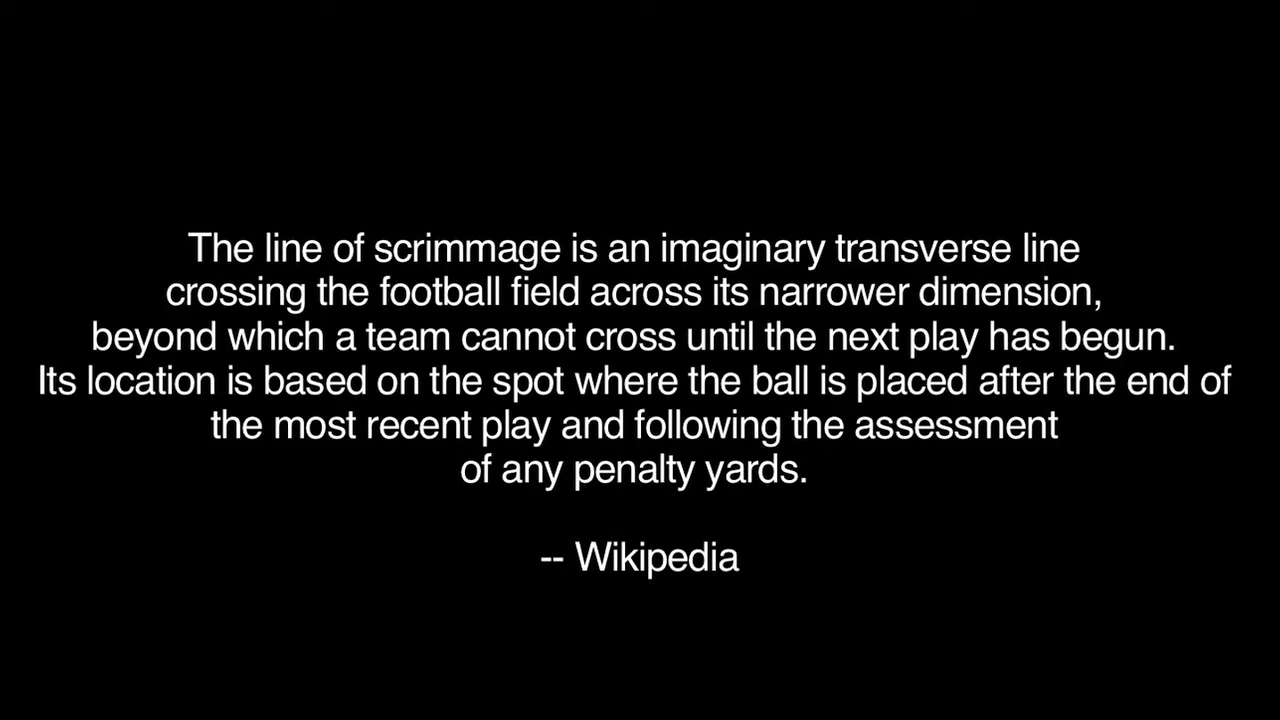 The line of scrimmage is an imaginary transverse line
crossing the football field across its narrower dimension,
beyond which a team cannot cross until the next play has begun.
Its location is based on the spot where the ball is placed after the end of
the most recent play and following the assessment
of any penalty yards.
-- Wikipedia